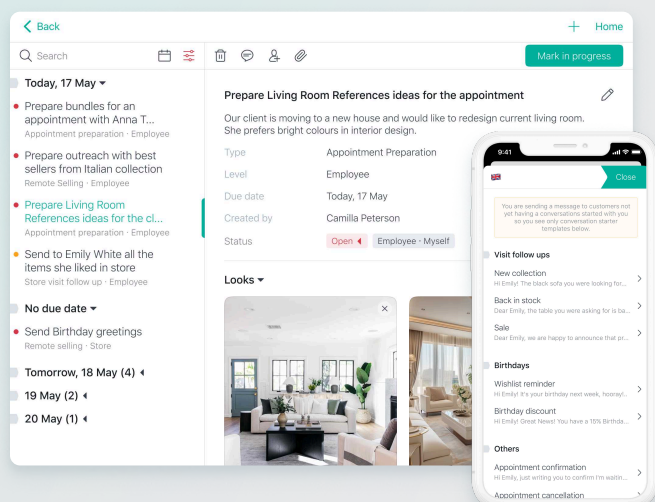 Back
Home
Search
Mark in progress
Today, 17 May
Prepare bundles for an
appointment with Anna T...
Appointment preparation · Employee
Prepare outreach with best
sellers from Italian collection
Remote Selling · Employee
Prepare Living Room
References ideas for the cl...
Appointment preparation · Employee
Send to Emily White all the
items she liked in store
Store visit follow up · Employee
No due date
Send Birthday greetings
Remote selling · Store
Tomorrow, 18 May (4)
19 May (2)
20 May (1)
Prepare Living Room References ideas for the appointment
Our client is moving to a new house and would like to redesign current living room.
She prefers bright colours in interior design.
Type Appointment Preparation
Level Employee
Due date Today, 17 May
Created by Camilla Peterson
Status Open Employee · Myself
Looks
9:41
Close
You are sending a message to customers not
yet having a conversations started with you
so you see only conversation starter
templates below.
Visit follow ups
New collection
Hi Emily! The black sofa you were looking for...
Back in stock
Dear Emily, the table you were asking for is ba...
Sale
Dear Emily, we are happy to announce that pr...
Birthdays
Wishlist reminder
Hi Emily! It's your birthday next week, hooray!..
Birthday discount
Hi Emily! Great News! You have a 15% Birthda...
Others
Appointment confirmation
Hi Emily, just writing you to confirm I'm waitin...
Appointment cancellation